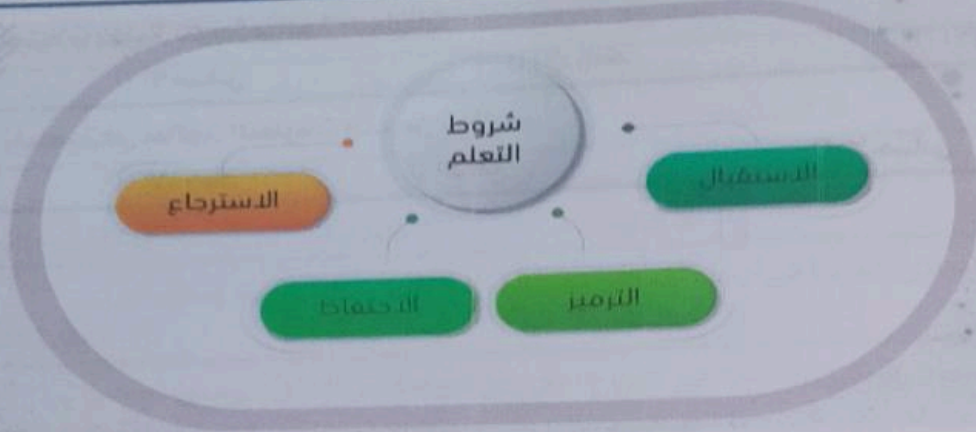 شروط
التعلم
الاستقبال
الترميز
الاحتفاظ
الاسترجاع